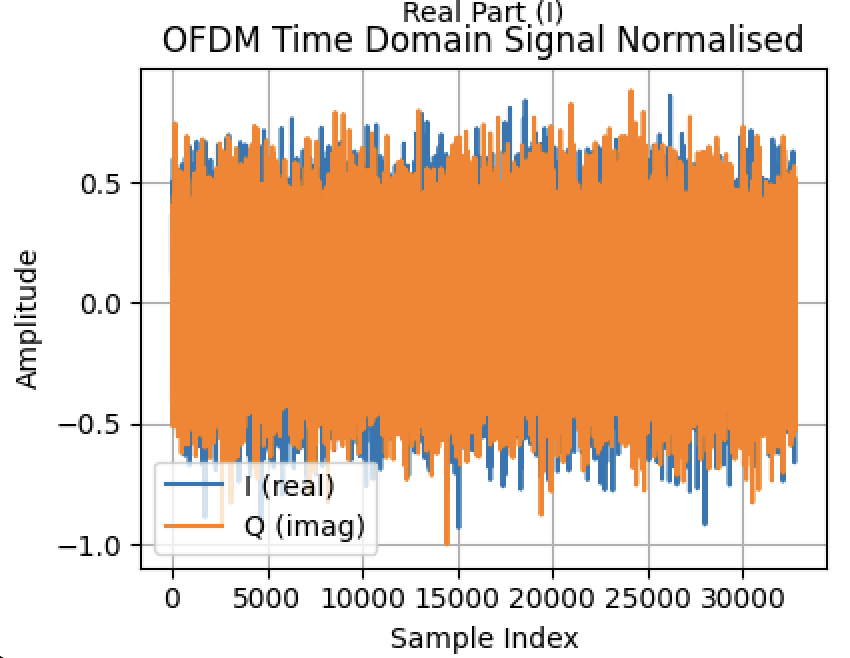 Real Part (I)
OFDM Time Domain Signal Normalised
Amplitude
0.5
0.0
−0.5
−1.0
I (real)
Q (imag)
0 5000 10000 15000 20000 25000 30000
Sample Index